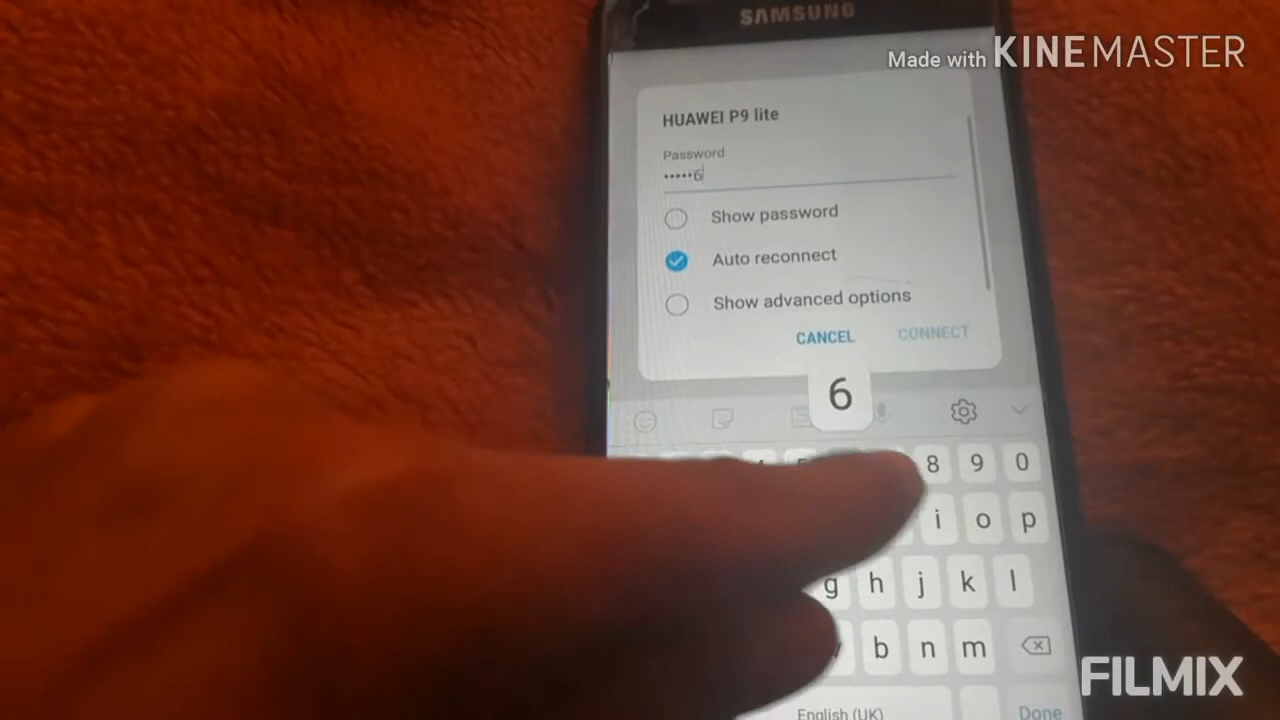 SAMSUNG
Made with KINEMASTER
HUAWEI P9 lite
Password
•••••6
Show password
Auto reconnect
Show advanced options
CANCEL CONNECT
6
8 9 0
i o p
g h j k l
b n m
English (UK) Done
FILMIX